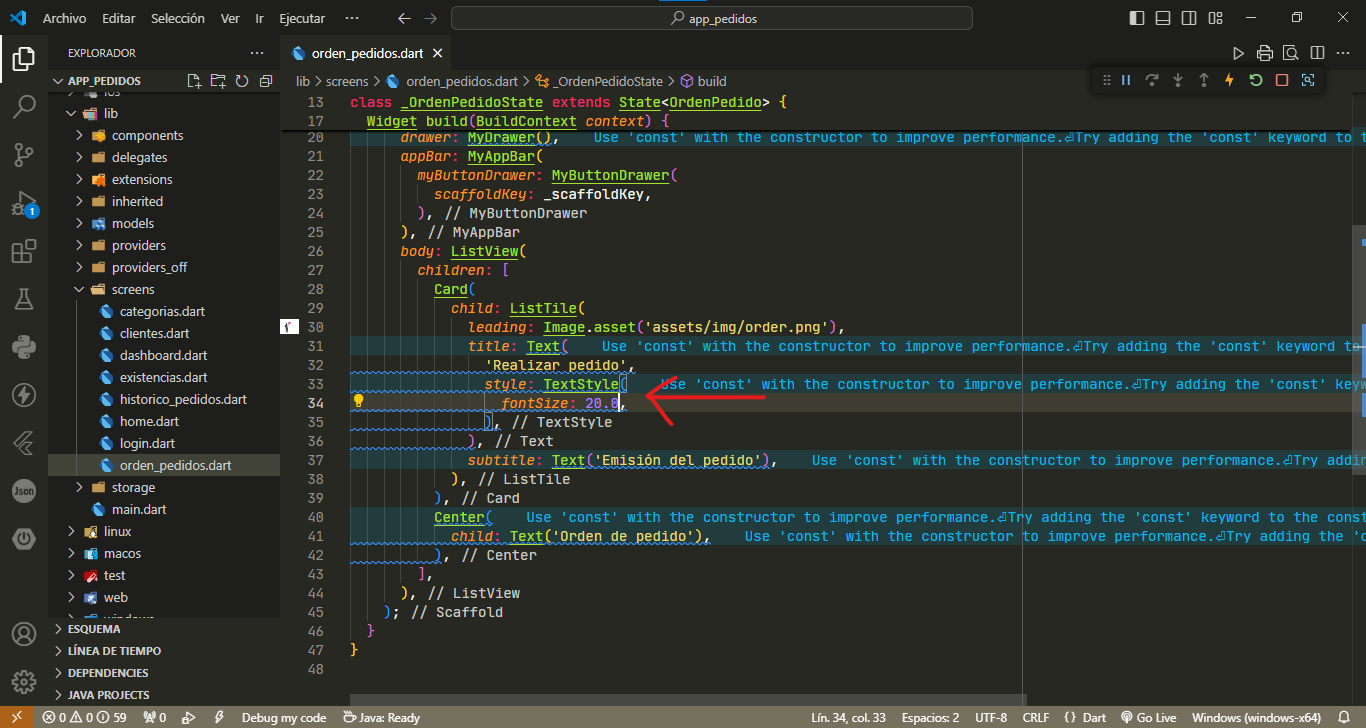 Archivo Editar Selección Ver Ir Ejecutar ··· app_pedidos
EXPLORADOR ···
APP_PEDIDOS
ios
lib
components
delegates
extensions
inherited
models
providers
providers_off
screens
categorias.dart
clientes.dart
dashboard.dart
existencias.dart
historico_pedidos.dart
home.dart
login.dart
orden_pedidos.dart
storage
main.dart
linux
macos
test
web
windows
ESQUEMA
LÍNEA DE TIEMPO
DEPENDENCIES
JAVA PROJECTS
1
Json
orden_pedidos.dart
lib > screens > orden_pedidos.dart > _OrdenPedidoState > build
13 class _OrdenPedidoState extends State<OrdenPedido> {
17 Widget build(BuildContext context) {
20 drawer: MyDrawer(), Use 'const' with the constructor to improve performance.⏎Try adding the 'const' keyword to t
21 appBar: MyAppBar(
22 myButtonDrawer: MyButtonDrawer(
23 scaffoldKey: _scaffoldKey,
24 ), // MyButtonDrawer
25 ), // MyAppBar
26 body: ListView(
27 children: [
28 Card(
29 child: ListTile(
30 leading: Image.asset('assets/img/order.png'),
31 title: Text( Use 'const' with the constructor to improve performance.⏎Try adding the 'const' keyword to
32 'Realizar pedido',
33 style: TextStyle( Use 'const' with the constructor to improve performance.⏎Try adding the 'const' keyw
34 fontSize: 20.0,
35 ), // TextStyle
36 ), // Text
37 subtitle: Text('Emisión del pedido'), Use 'const' with the constructor to improve performance.⏎Try addin
38 ), // ListTile
39 ), // Card
40 Center( Use 'const' with the constructor to improve performance.⏎Try adding the 'const' keyword to the const
41 child: Text('Orden de pedido'), Use 'const' with the constructor to improve performance.⏎Try adding the 'c
42 ), // Center
43 ],
44 ), // ListView
45 ); // Scaffold
46 }
47 }
48
0 0 59 0 Debug my code Java: Ready Lín. 34, col. 33 Espacios: 2 UTF-8 CRLF {} Dart Go Live Windows (windows-x64)